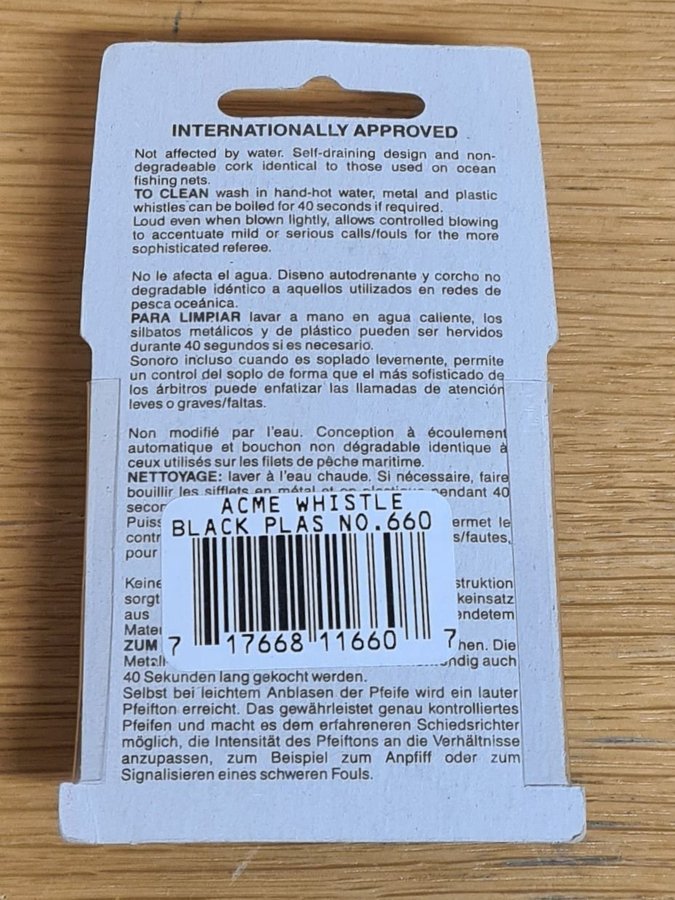 INTERNATIONALLY APPROVED
Not affected by water. Self-draining design and non-
degradeable cork identical to those used on ocean
fishing nets.
TO CLEAN wash in hand-hot water, metal and plastic
whistles can be boiled for 40 seconds if required.
Loud even when blown lightly, allows controlled blowing
to accentuate mild or serious calls/fouls for the more
sophisticated referee.
No le afecta el agua. Diseno autodrenante y corcho no
degradable idéntico a aquellos utilizados en redes de
pesca oceánica.
PARA LIMPIAR lavar a mano en agua caliente, los
silbatos metálicos y de plástico pueden ser hervidos
durante 40 segundos si es necesario.
Sonoro incluso cuando es soplado levemente, permite
un control del soplo de forma que el más sofisticado de
los árbitros puede enfatizar las llamadas de atención
leves o graves/faltas.
Non modifié par l'eau. Conception à écoulement
automatique et bouchon non dégradable identique à
ceux utilisés sur les filets de pêche maritime.
NETTOYAGE: laver à l'eau chaude. Si nécessaire, faire
bouillir les sifflets en métal et en plastique pendant 40
ACME WHISTLE
BLACK PLAS NO.660
7 17668 11660 7
pour
Keine
sorgt keinsatz
aus
ZUM hen. Die
auch
40 Sekunden lang gekocht werden.
Selbst bei leichtem Anblasen der Pfeife wird ein lauter
Pfeifton erreicht. Das gewährleistet genau kontrolliertes
Pfeifen und macht es dem erfahreneren Schiedsrichter
möglich, die Intensität des Pfeiftons an die Verhältnisse
anzupassen, zum Beispiel zum Anpfiff oder zum
Signalisieren eines schweren Fouls.